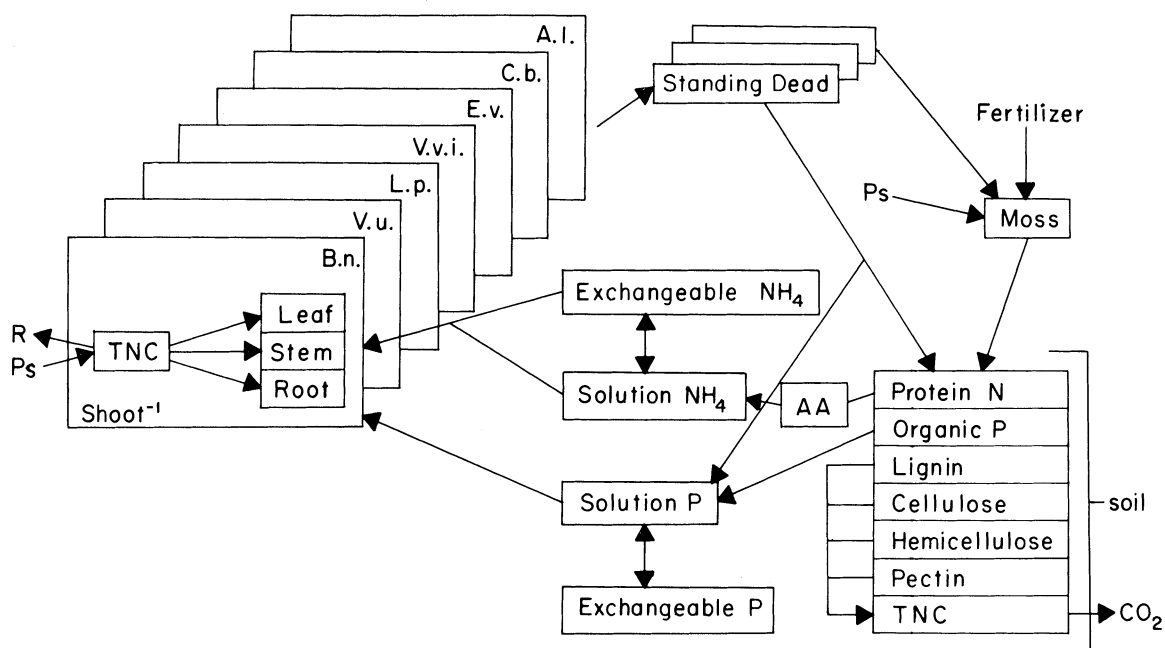 A.l.
C.b.
E.v.
V.v.i.
L.p.
V.u.
B.n.
R
Ps
TNC
Leaf
Stem
Root
Shoot⁻¹
Standing Dead
Fertilizer
Ps
Moss
Exchangeable NH₄
Solution NH₄
AA
Solution P
Exchangeable P
Protein N
Organic P
Lignin
Cellulose
Hemicellulose
Pectin
TNC
soil
CO₂